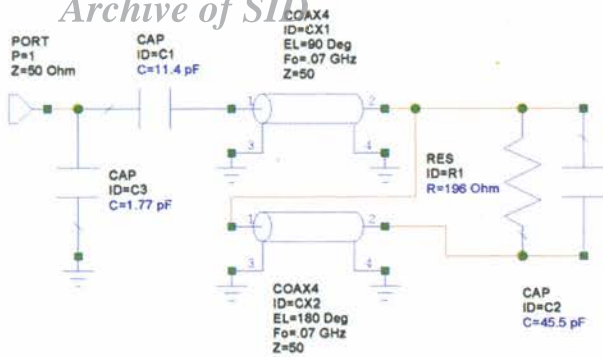 Archive of SID
PORT
P=1
Z=50 Ohm
CAP
ID=C1
C=11.4 pF
COAX4
ID=CX1
EL=90 Deg
Fo=.07 GHz
Z=50
1
2
3
4
CAP
ID=C3
C=1.77 pF
RES
ID=R1
R=196 Ohm
1
2
3
4
COAX4
ID=CX2
EL=180 Deg
Fo=.07 GHz
Z=50
CAP
ID=C2
C=45.5 pF